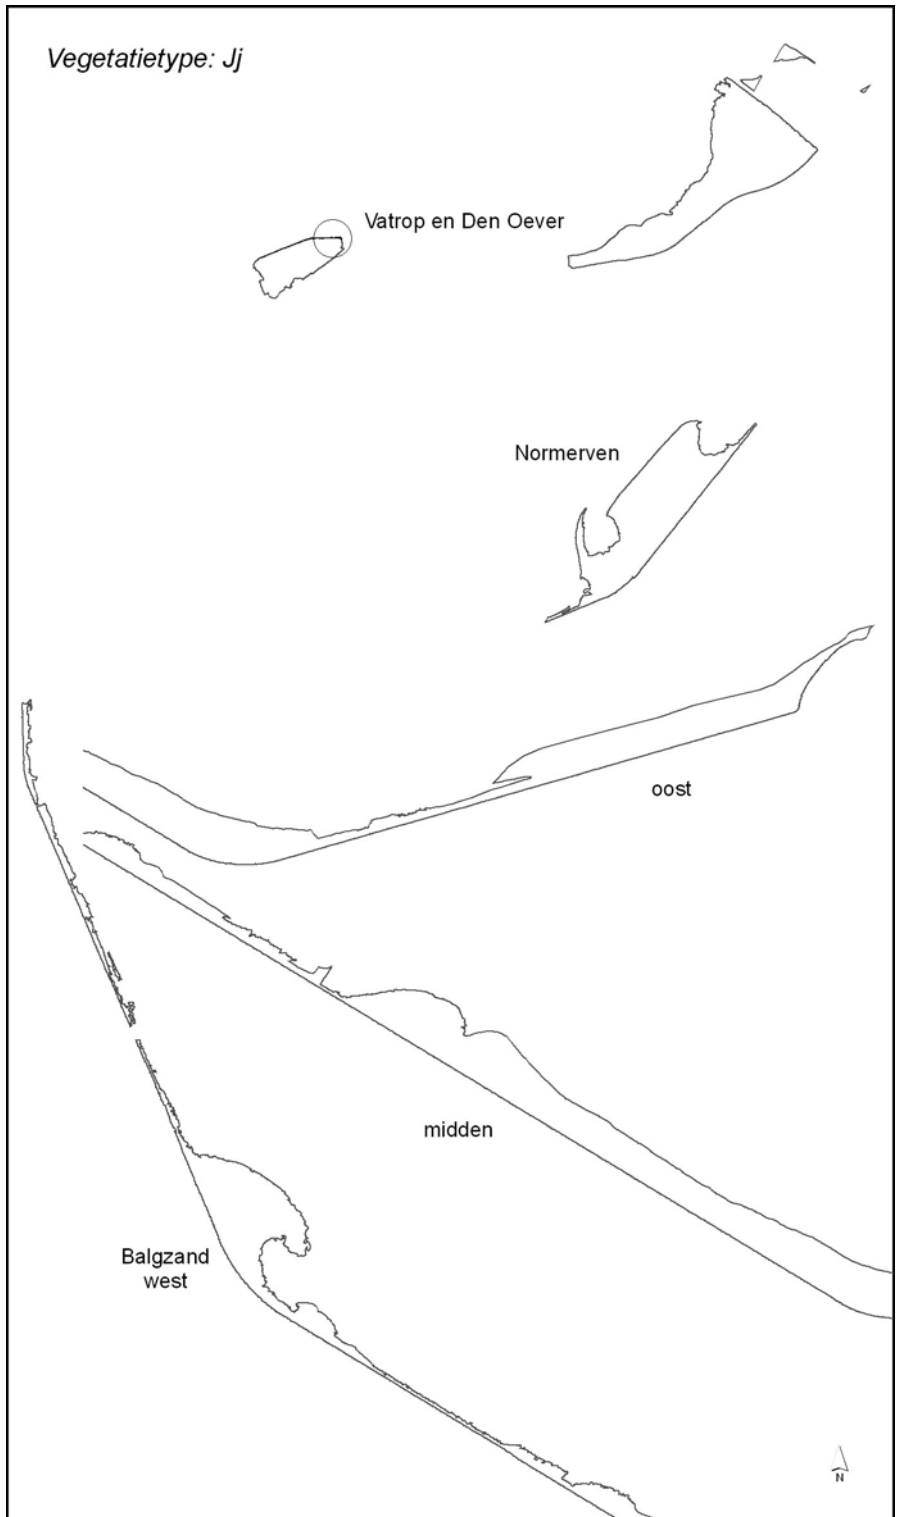 Vegetatietype: Jj
Vatrop en Den Oever
Normerven
oost
midden
Balgzand
west
N